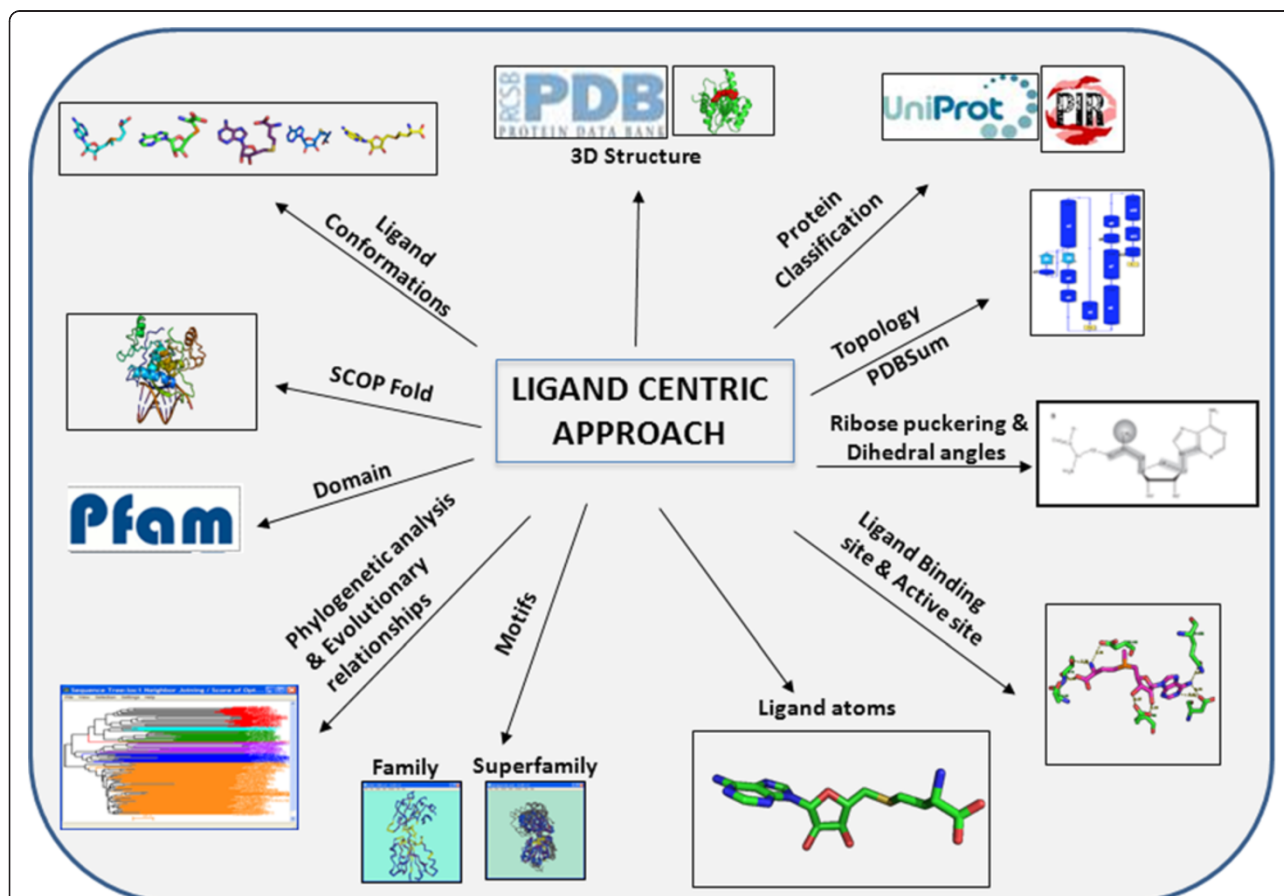 RCSB
PDB
PROTEIN DATA BANK
3D Structure
UniProt
PIR
Ligand
Conformations
Protein
Classification
Topology
PDBSum
SCOP Fold
LIGAND CENTRIC
APPROACH
Ribose puckering &
Dihedral angles
Domain
Pfam
Phylogenetic analysis
& Evolutionary
relationships
Motifs
Ligand Binding
site & Active site
Ligand atoms
Family
Superfamily